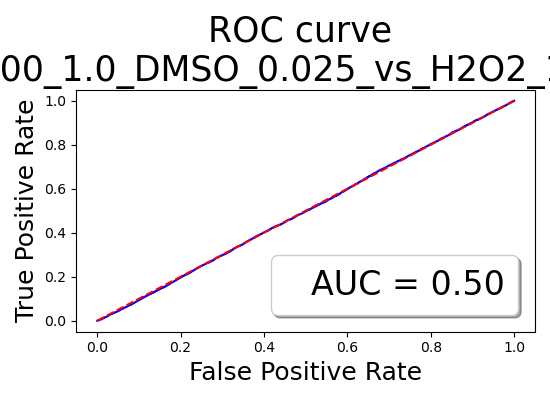 ROC curve
00_1.0_DMSO_0.025_vs_H2O2_
True Positive Rate
1.0
0.8
0.6
0.4
0.2
0.0
AUC = 0.50
0.0 0.2 0.4 0.6 0.8 1.0
False Positive Rate